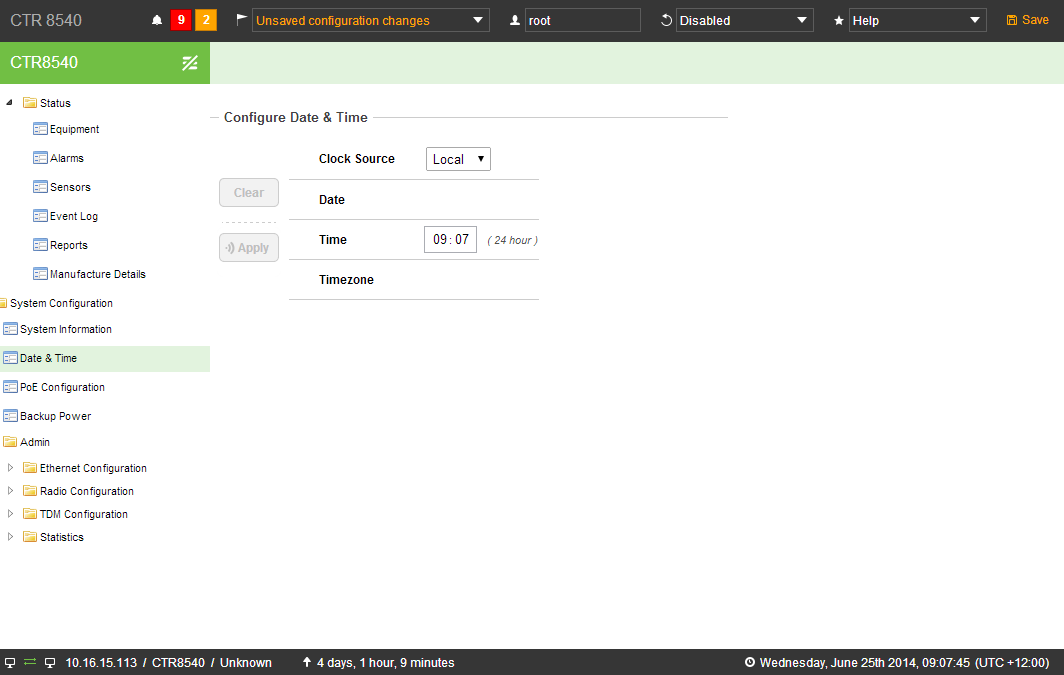 CTR 8540
9 2 Unsaved configuration changes root Disabled Help Save
CTR8540
Status
Equipment
Alarms
Sensors
Event Log
Reports
Manufacture Details
System Configuration
System Information
Date & Time
PoE Configuration
Backup Power
Admin
Ethernet Configuration
Radio Configuration
TDM Configuration
Statistics
Configure Date & Time
Clear
Apply
Clock Source Local
Date
Time 09 : 07 ( 24 hour )
Timezone
10.16.15.113 / CTR8540 / Unknown 4 days, 1 hour, 9 minutes Wednesday, June 25th 2014, 09:07:45 (UTC +12:00)